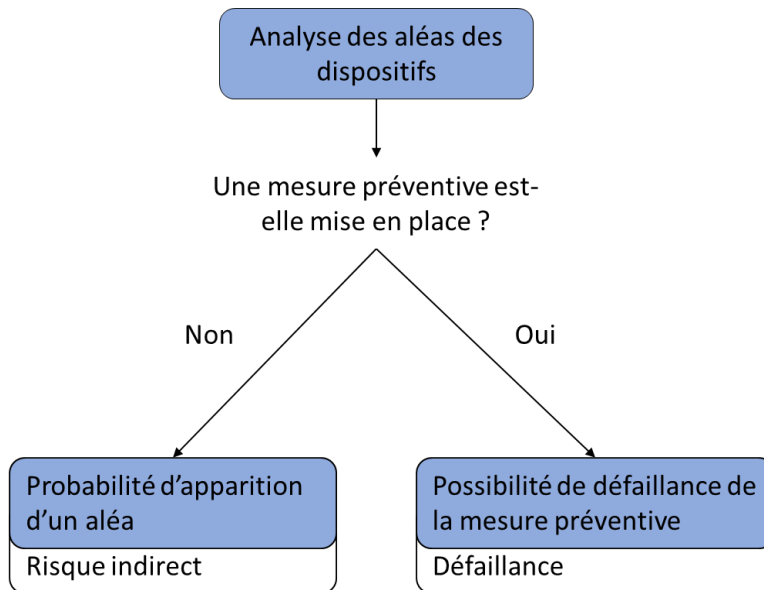 Analyse des aléas des
dispositifs
Une mesure préventive est-
elle mise en place ?
Non
Oui
Probabilité d'apparition
d'un aléa
Risque indirect
Possibilité de défaillance de
la mesure préventive
Défaillance